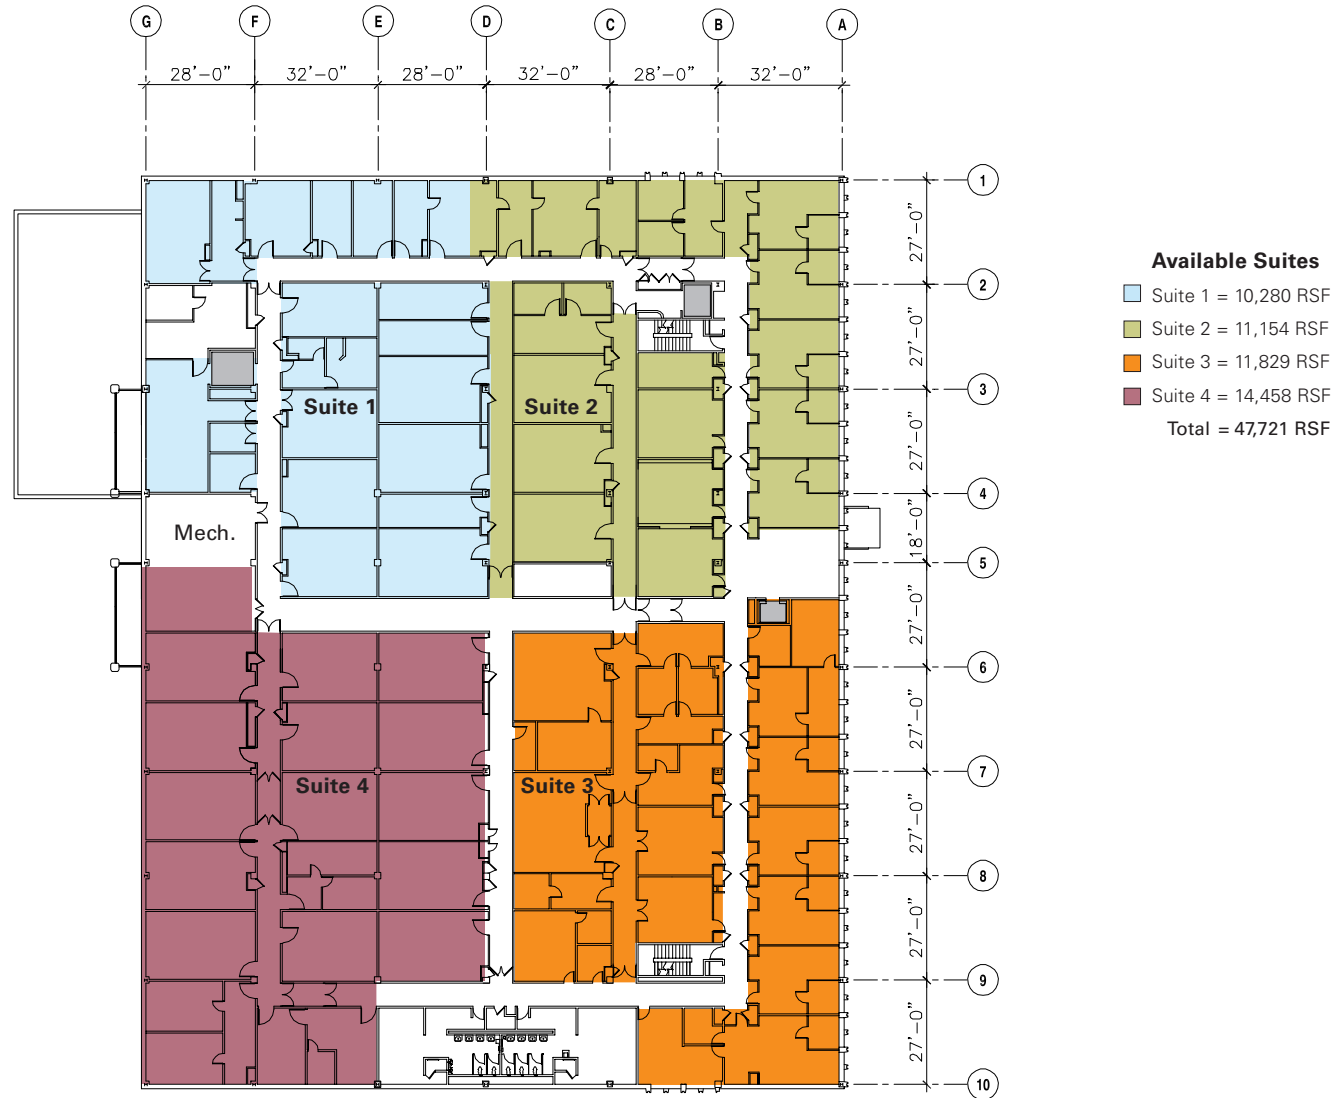 G F E D C B A
28'-0" 32'-0" 28'-0" 32'-0" 28'-0" 32'-0"
1
27'-0"
Available Suites
2
Suite 1 = 10,280 RSF
Suite 2 = 11,154 RSF
27'-0"
Suite 3 = 11,829 RSF
3
Suite 4 = 14,458 RSF
Suite 1
Suite 2
Total = 47,721 RSF
27'-0"
4
Mech.
18'-0"
5
27'-0"
6
27'-0"
7
Suite 4
Suite 3
27'-0"
8
27'-0"
9
27'-0"
10